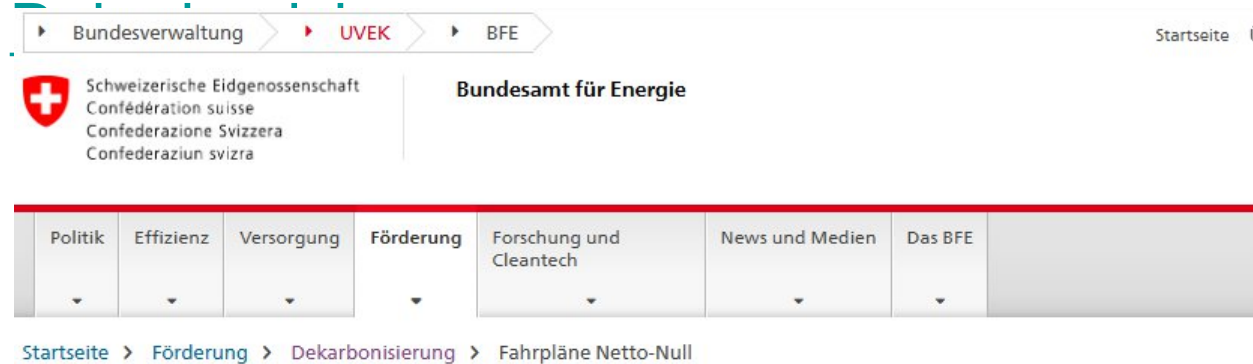 Bundesverwaltung UVEK BFE Startseite
Schweizerische Eidgenossenschaft
Confédération suisse
Confederazione Svizzera
Confederaziun svizra
Bundesamt für Energie
Politik Effizienz Versorgung Förderung Forschung und News und Medien Das BFE
Cleantech
Startseite > Förderung > Dekarbonisierung > Fahrpläne Netto-Null